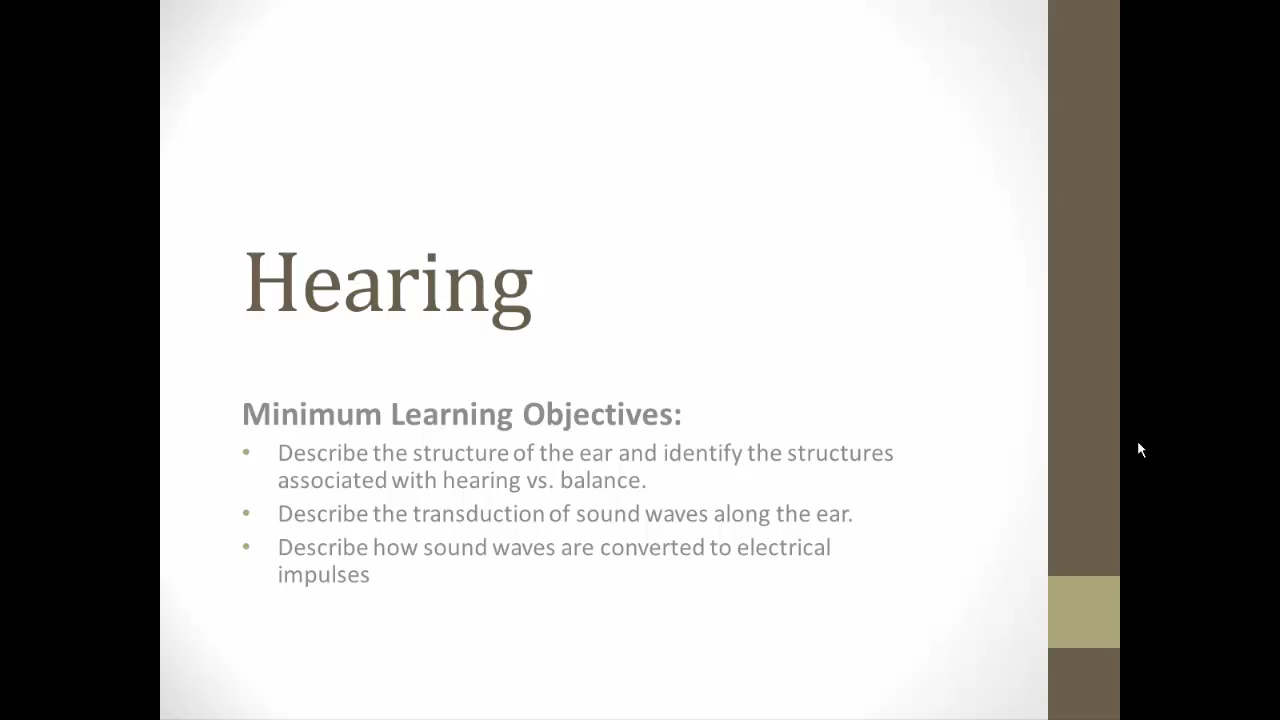 Hearing
Minimum Learning Objectives:
• Describe the structure of the ear and identify the structures
associated with hearing vs. balance.
• Describe the transduction of sound waves along the ear.
• Describe how sound waves are converted to electrical
impulses